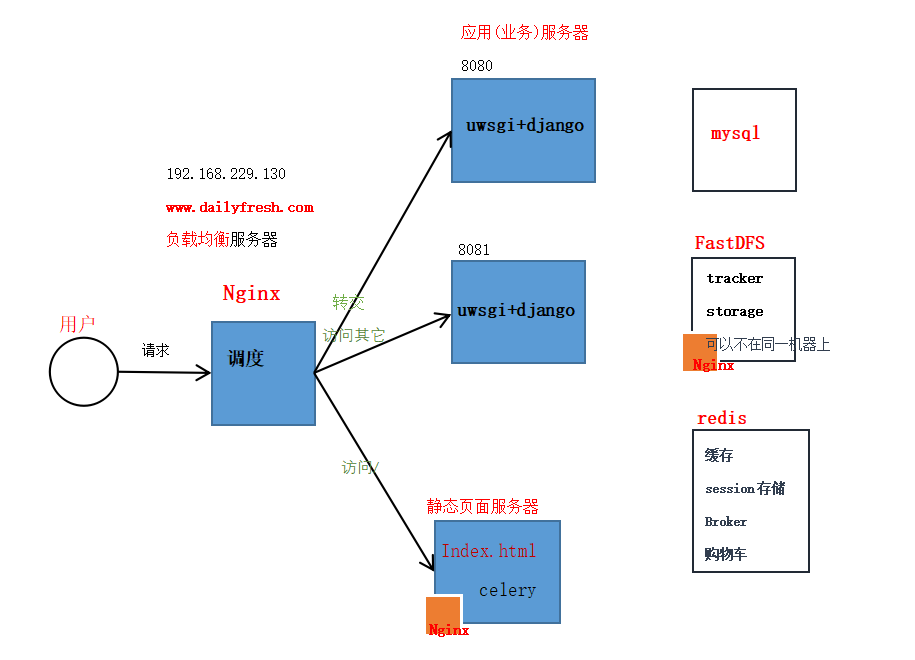 应用(业务)服务器
8080
uwsgi+django
mysql
192.168.229.130
www.dailyfresh.com
负载均衡服务器
8081
uwsgi+django
FastDFS
tracker
storage
可以不在同一机器上
Nginx
Nginx
转交
访问其它
用户
请求
调度
访问/
redis
缓存
session存储
Broker
购物车
静态页面服务器
Index.html
celery
Nginx